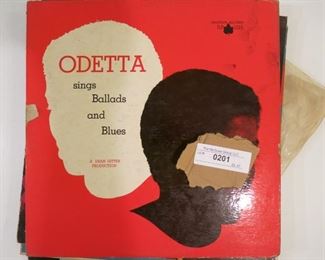 ODETTA
sings
Ballads
and
Blues
A DEAN GITTER
PRODUCTION
0201